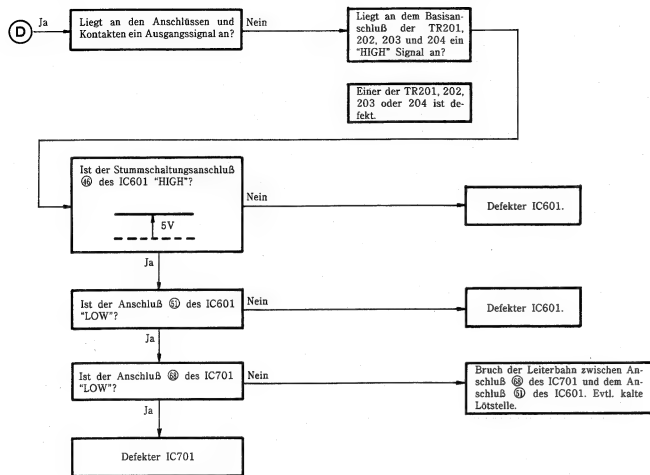 D
Ja
Liegt an den Anschlüssen und
Kontakten ein Ausgangssignal an?
Nein
Liegt an dem Basisan-
schluß der TR201,
202, 203 und 204 ein
"HIGH" Signal an?
Einer der TR201, 202,
203 oder 204 ist de-
fekt.
Ist der Stummschaltungsanschluß
㊻ des IC601 "HIGH"?
5V
Nein
Defekter IC601.
Ja
Ist der Anschluß 51 des IC601
"LOW"?
Nein
Defekter IC601.
Ja
Ist der Anschluß 68 des IC701
"LOW"?
Nein
Bruch der Leiterbahn zwischen An-
schluß 68 des IC701 und dem An-
schluß 51 des IC601. Evtl. kalte
Lötstelle.
Ja
Defekter IC701